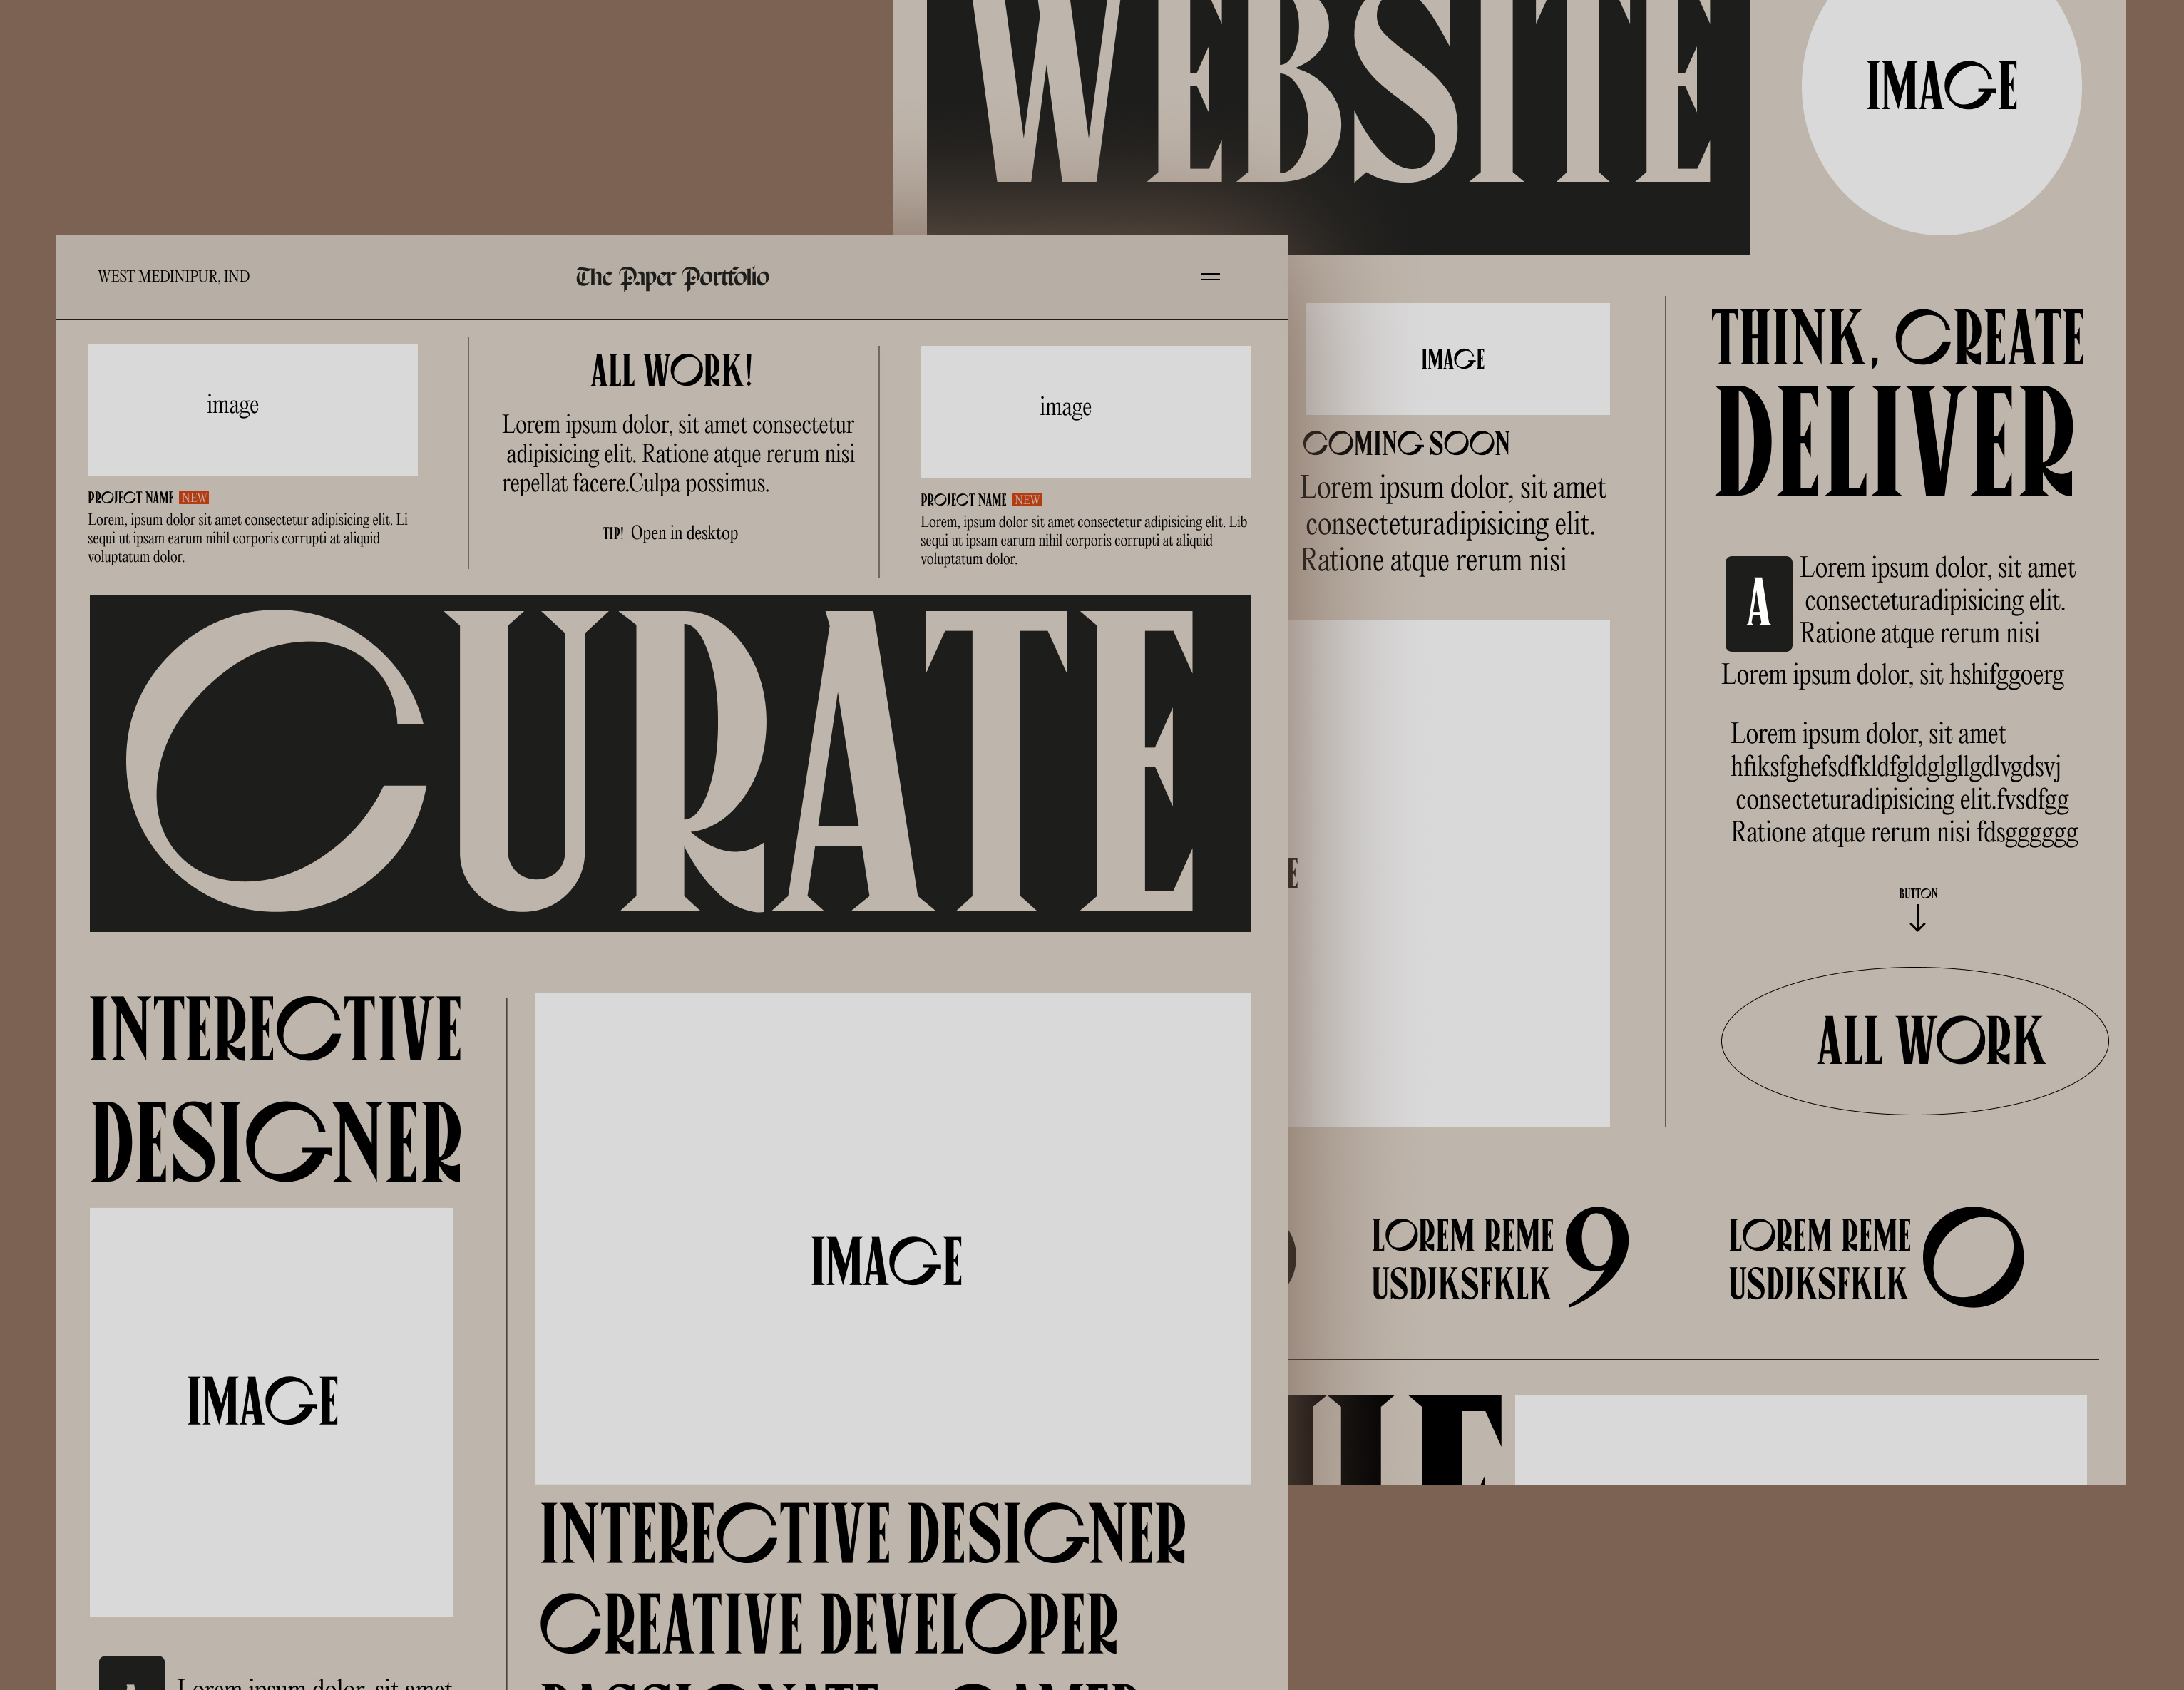 WEBSITE
IMAGE
WEST MEDINIPUR, IND
The Paper Portfolio
image
PROJECT NAME NEW
Lorem, ipsum dolor sit amet consectetur adipisicing elit. Li
sequi ut ipsam earum nihil corporis corrupti at aliquid
voluptatum dolor.
ALL WORK!
Lorem ipsum dolor, sit amet consectetur
adipisicing elit. Ratione atque rerum nisi
repellat facere.Culpa possimus.
TIP! Open in desktop
image
PROJECT NAME NEW
Lorem, ipsum dolor sit amet consectetur adipisicing elit. Lib
sequi ut ipsam earum nihil corporis corrupti at aliquid
voluptatum dolor.
CURATE
INTERECTIVE
DESIGNER
IMAGE
Lorem ipsum dolor, sit amet
IMAGE
INTERECTIVE DESIGNER
CREATIVE DEVELOPER
IMAGE
COMING SOON
Lorem ipsum dolor, sit amet
consecteturadipisicing elit.
Ratione atque rerum nisi
E
THINK, CREATE
DELIVER
A
Lorem ipsum dolor, sit amet
consecteturadipisicing elit.
Ratione atque rerum nisi
Lorem ipsum dolor, sit hshifggoerg
Lorem ipsum dolor, sit amet
hfiksfghefsdfkldfgldglgllgdlvgdsvj
consecteturadipisicing elit.fvsdfgg
Ratione atque rerum nisi fdsgggggg
BUTTON
ALL WORK
LOREM REME
USDJKSFKLK
9
LOREM REME
USDJKSFKLK
0